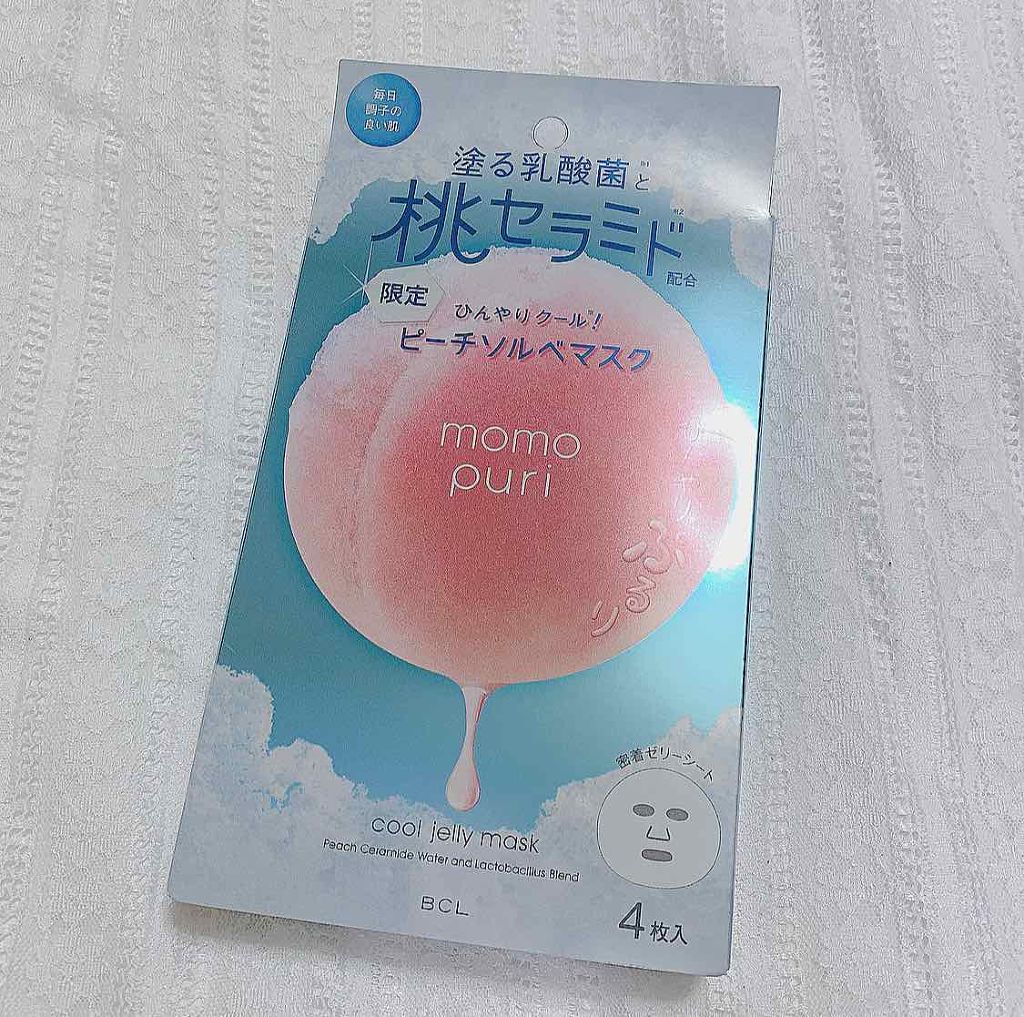 毎日
調子の
良い肌
塗る乳酸菌※1と
桃セラミド※2
配合
限定
ひんやりクール※!
ピーチソルベマスク
momo
puri
ぷるり
密着ゼリーシート
cool jelly mask
Peach Ceramide Water and Lactobacillus Blend
BCL
4枚入